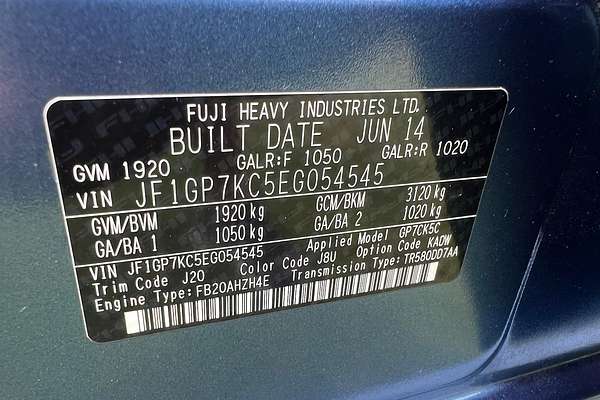 FUJI HEAVY INDUSTRIES LTD.
BUILT DATE JUN 14
GVM 1920 GALR:F 1050 GALR:R 1020
VIN JF1GP7KC5EG054545
GVM/BVM 1920 kg GCM/BKM 3120 kg
GA/BA 1 1050 kg GA/BA 2 1020 kg
VIN JF1GP7KC5EG054545 Applied Model GP7CK5C
Trim Code J20 Color Code J8U Option Code KADW
Engine Type:FB20AHZH4E Transmission Type:TR580DD7AA